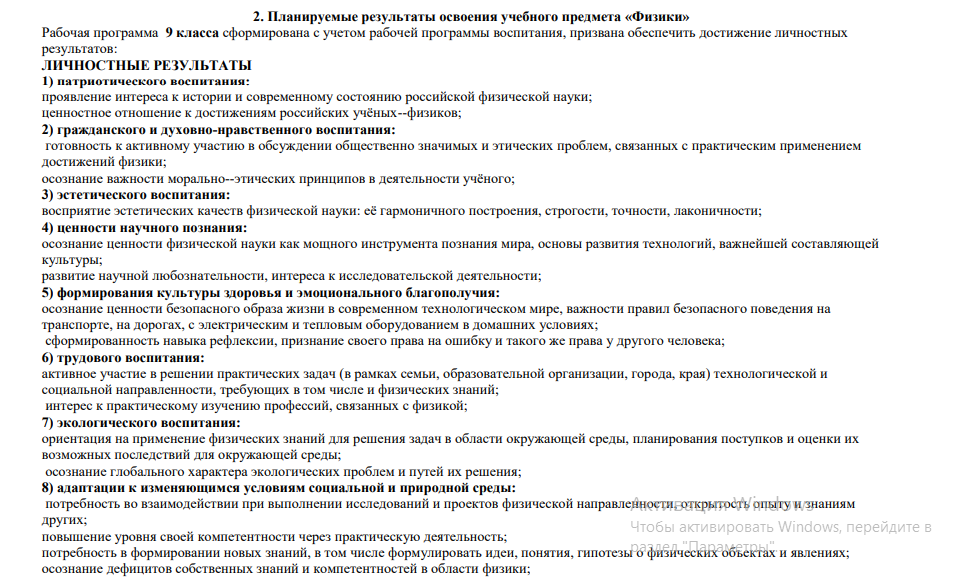 2. Планируемые результаты освоения учебного предмета «Физики»
Рабочая программа 9 класса сформирована с учетом рабочей программы воспитания, призвана обеспечить достижение личностных
результатов:
ЛИЧНОСТНЫЕ РЕЗУЛЬТАТЫ
1) патриотического воспитания:
проявление интереса к истории и современному состоянию российской физической науки;
ценностное отношение к достижениям российских учёных--физиков;
2) гражданского и духовно-нравственного воспитания:
готовность к активному участию в обсуждении общественно значимых и этических проблем, связанных с практическим применением
достижений физики;
осознание важности морально--этических принципов в деятельности учёного;
3) эстетического воспитания:
восприятие эстетических качеств физической науки: её гармоничного построения, строгости, точности, лаконичности;
4) ценности научного познания:
осознание ценности физической науки как мощного инструмента познания мира, основы развития технологий, важнейшей составляющей
культуры;
развитие научной любознательности, интереса к исследовательской деятельности;
5) формирования культуры здоровья и эмоционального благополучия:
осознание ценности безопасного образа жизни в современном технологическом мире, важности правил безопасного поведения на
транспорте, на дорогах, с электрическим и тепловым оборудованием в домашних условиях;
сформированность навыка рефлексии, признание своего права на ошибку и такого же права у другого человека;
6) трудового воспитания:
активное участие в решении практических задач (в рамках семьи, образовательной организации, города, края) технологической и
социальной направленности, требующих в том числе и физических знаний;
интерес к практическому изучению профессий, связанных с физикой;
7) экологического воспитания:
ориентация на применение физических знаний для решения задач в области окружающей среды, планирования поступков и оценки их
возможных последствий для окружающей среды;
осознание глобального характера экологических проблем и путей их решения;
8) адаптации к изменяющимся условиям социальной и природной среды:
потребность во взаимодействии при выполнении исследований и проектов физической направленности, открытость опыту и знаниям
других;
повышение уровня своей компетентности через практическую деятельность;
потребность в формировании новых знаний, в том числе формулировать идеи, понятия, гипотезы о физических объектах и явлениях;
осознание дефицитов собственных знаний и компетентностей в области физики;
Активация Windows
Чтобы активировать Windows, перейдите в
раздел "Параметры".